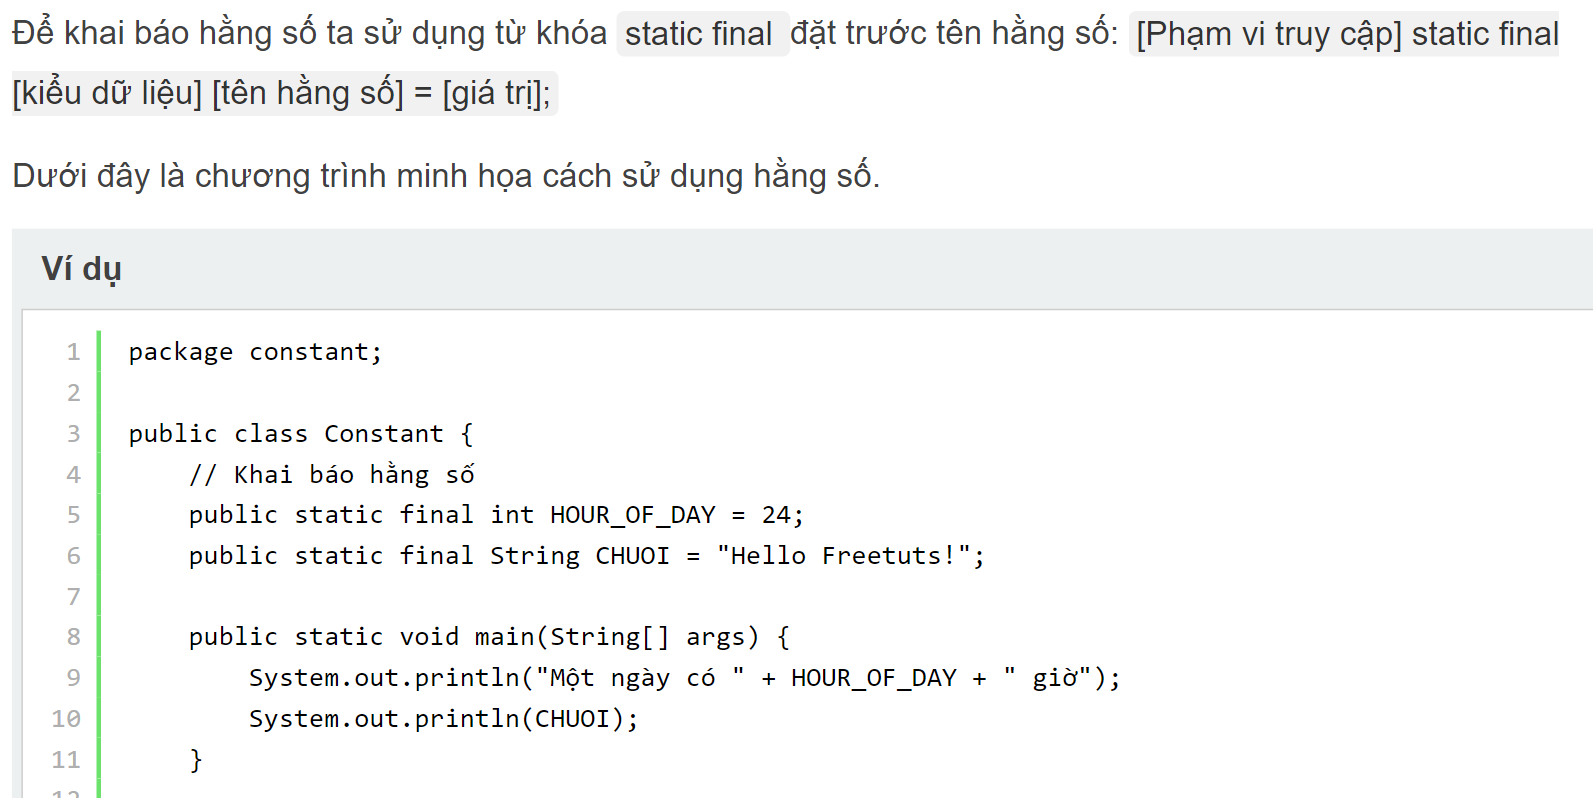 Để khai báo hằng số ta sử dụng từ khóa static final đặt trước tên hằng số: [Phạm vi truy cập] static final
[kiểu dữ liệu] [tên hằng số] = [giá trị];
Dưới đây là chương trình minh họa cách sử dụng hằng số.
Ví dụ
1 package constant;
2
3 public class Constant {
4     // Khai báo hằng số
5     public static final int HOUR_OF_DAY = 24;
6     public static final String CHUOI = "Hello Freetuts!";
7
8     public static void main(String[] args) {
9         System.out.println("Một ngày có " + HOUR_OF_DAY + " giờ");
10         System.out.println(CHUOI);
11     }
12